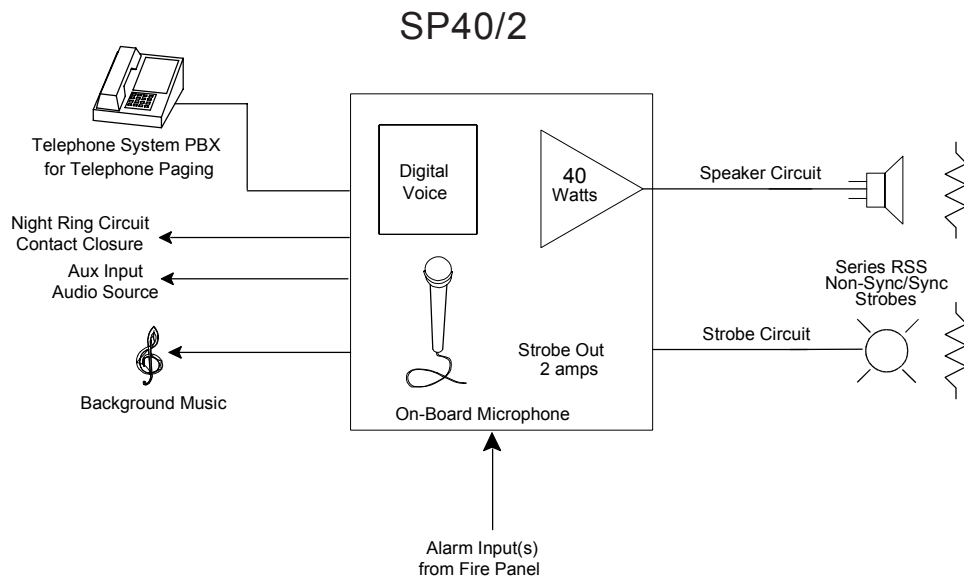 SP40/2
Telephone System PBX
for Telephone Paging
Night Ring Circuit
Contact Closure
Aux Input
Audio Source
Background Music
Digital
Voice
40
Watts
Strobe Out
2 amps
On-Board Microphone
Speaker Circuit
Series RSS
Non-Sync/Sync
Strobes
Strobe Circuit
Alarm Input(s)
from Fire Panel